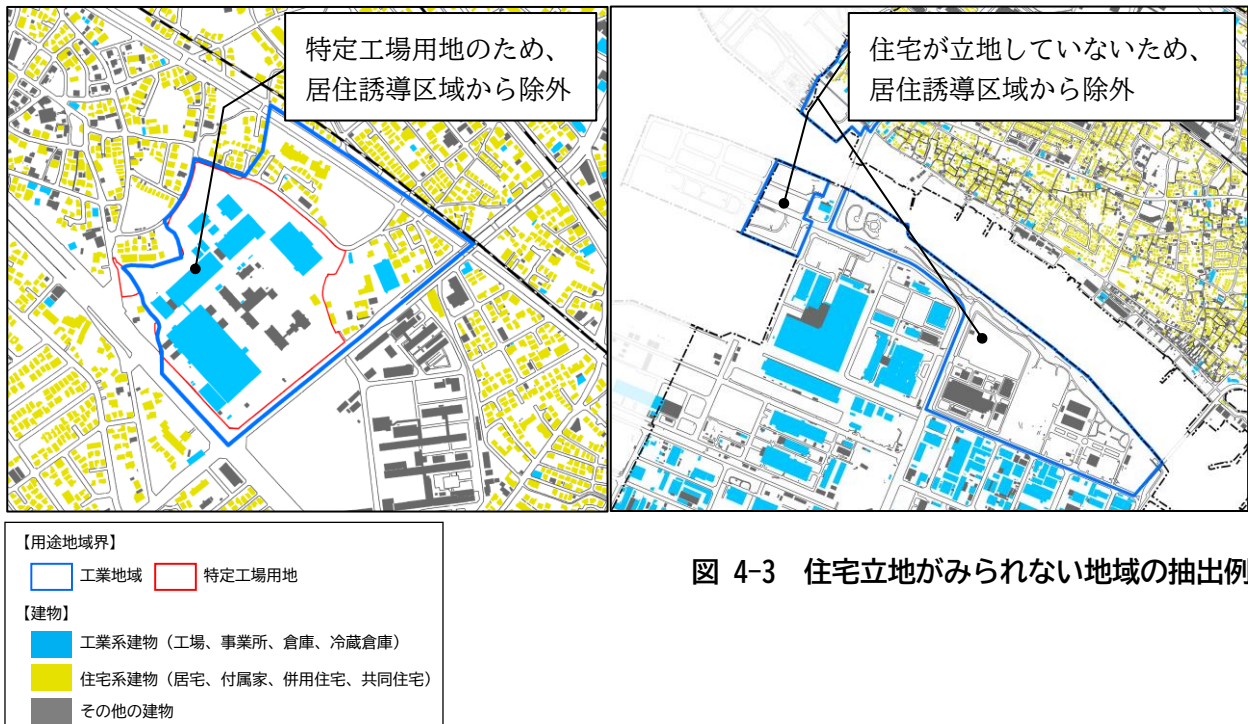 特定工場用地のため、
居住誘導区域から除外
住宅が立地していないため、
居住誘導区域から除外
【用途地域界】
工業地域 特定工場用地
【建物】
工業系建物（工場、事業所、倉庫、冷蔵倉庫）
住宅系建物（居宅、付属家、併用住宅、共同住宅）
その他の建物
図 4-3 住宅立地がみられない地域の抽出例